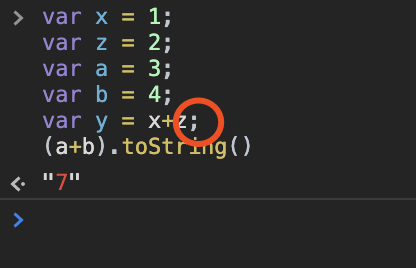 var x = 1;
var z = 2;
var a = 3;
var b = 4;
var y = x+z;
(a+b).toString()
"7"